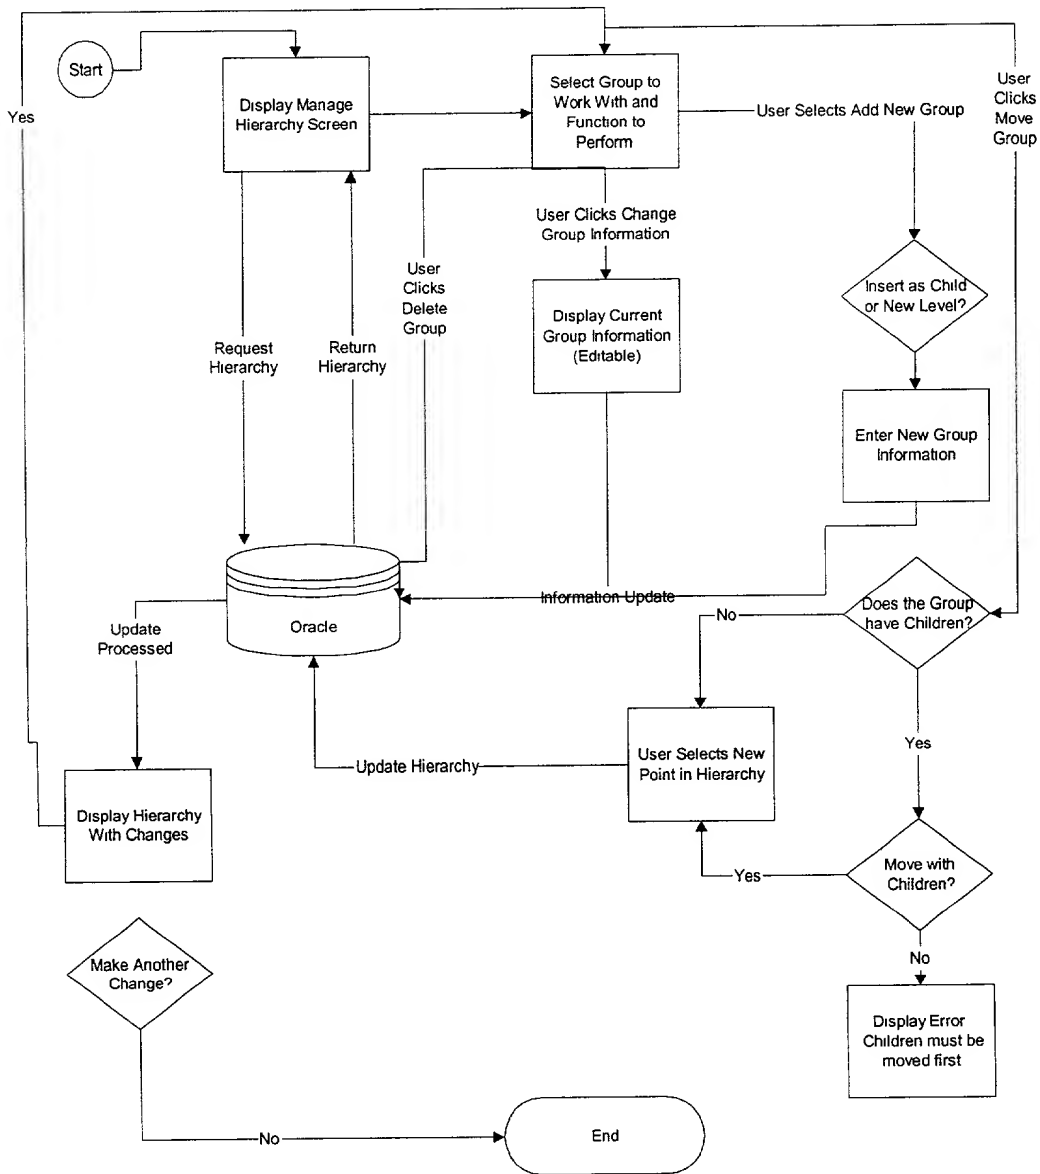 Start
Yes
Display Manage
Hierarchy Screen
Select Group to
Work With and
Function to
Perform
User Selects Add New Group
User
Clicks
Move
Group
User Clicks Change
Group Information
User
Clicks
Delete
Group
Insert as Child
or New Level?
Display Current
Group Information
(Editable)
Request
Hierarchy
Return
Hierarchy
Enter New Group
Information
Information Update
Oracle
Update
Processed
No
Does the Group
have Children?
Yes
User Selects New
Point in Hierarchy
Update Hierarchy
Display Hierarchy
With Changes
Yes
Move with
Children?
No
Make Another
Change?
Display Error
Children must be
moved first
No
End